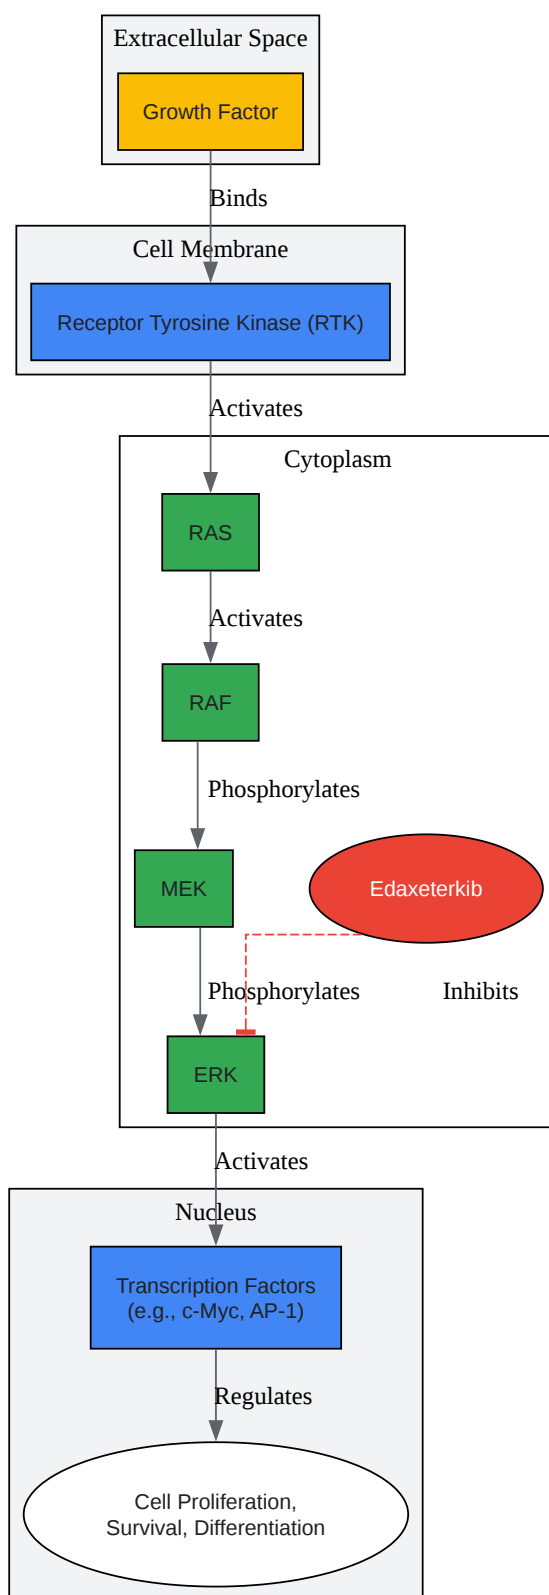 Extracellular Space
Growth Factor
Binds
Cell Membrane
Receptor Tyrosine Kinase (RTK)
Activates
Cytoplasm
RAS
Activates
RAF
Phosphorylates
MEK
Edaxeterkib
Phosphorylates
Inhibits
ERK
Activates
Nucleus
Transcription Factors
(e.g., c-Myc, AP-1)
Regulates
Cell Proliferation,
Survival, Differentiation